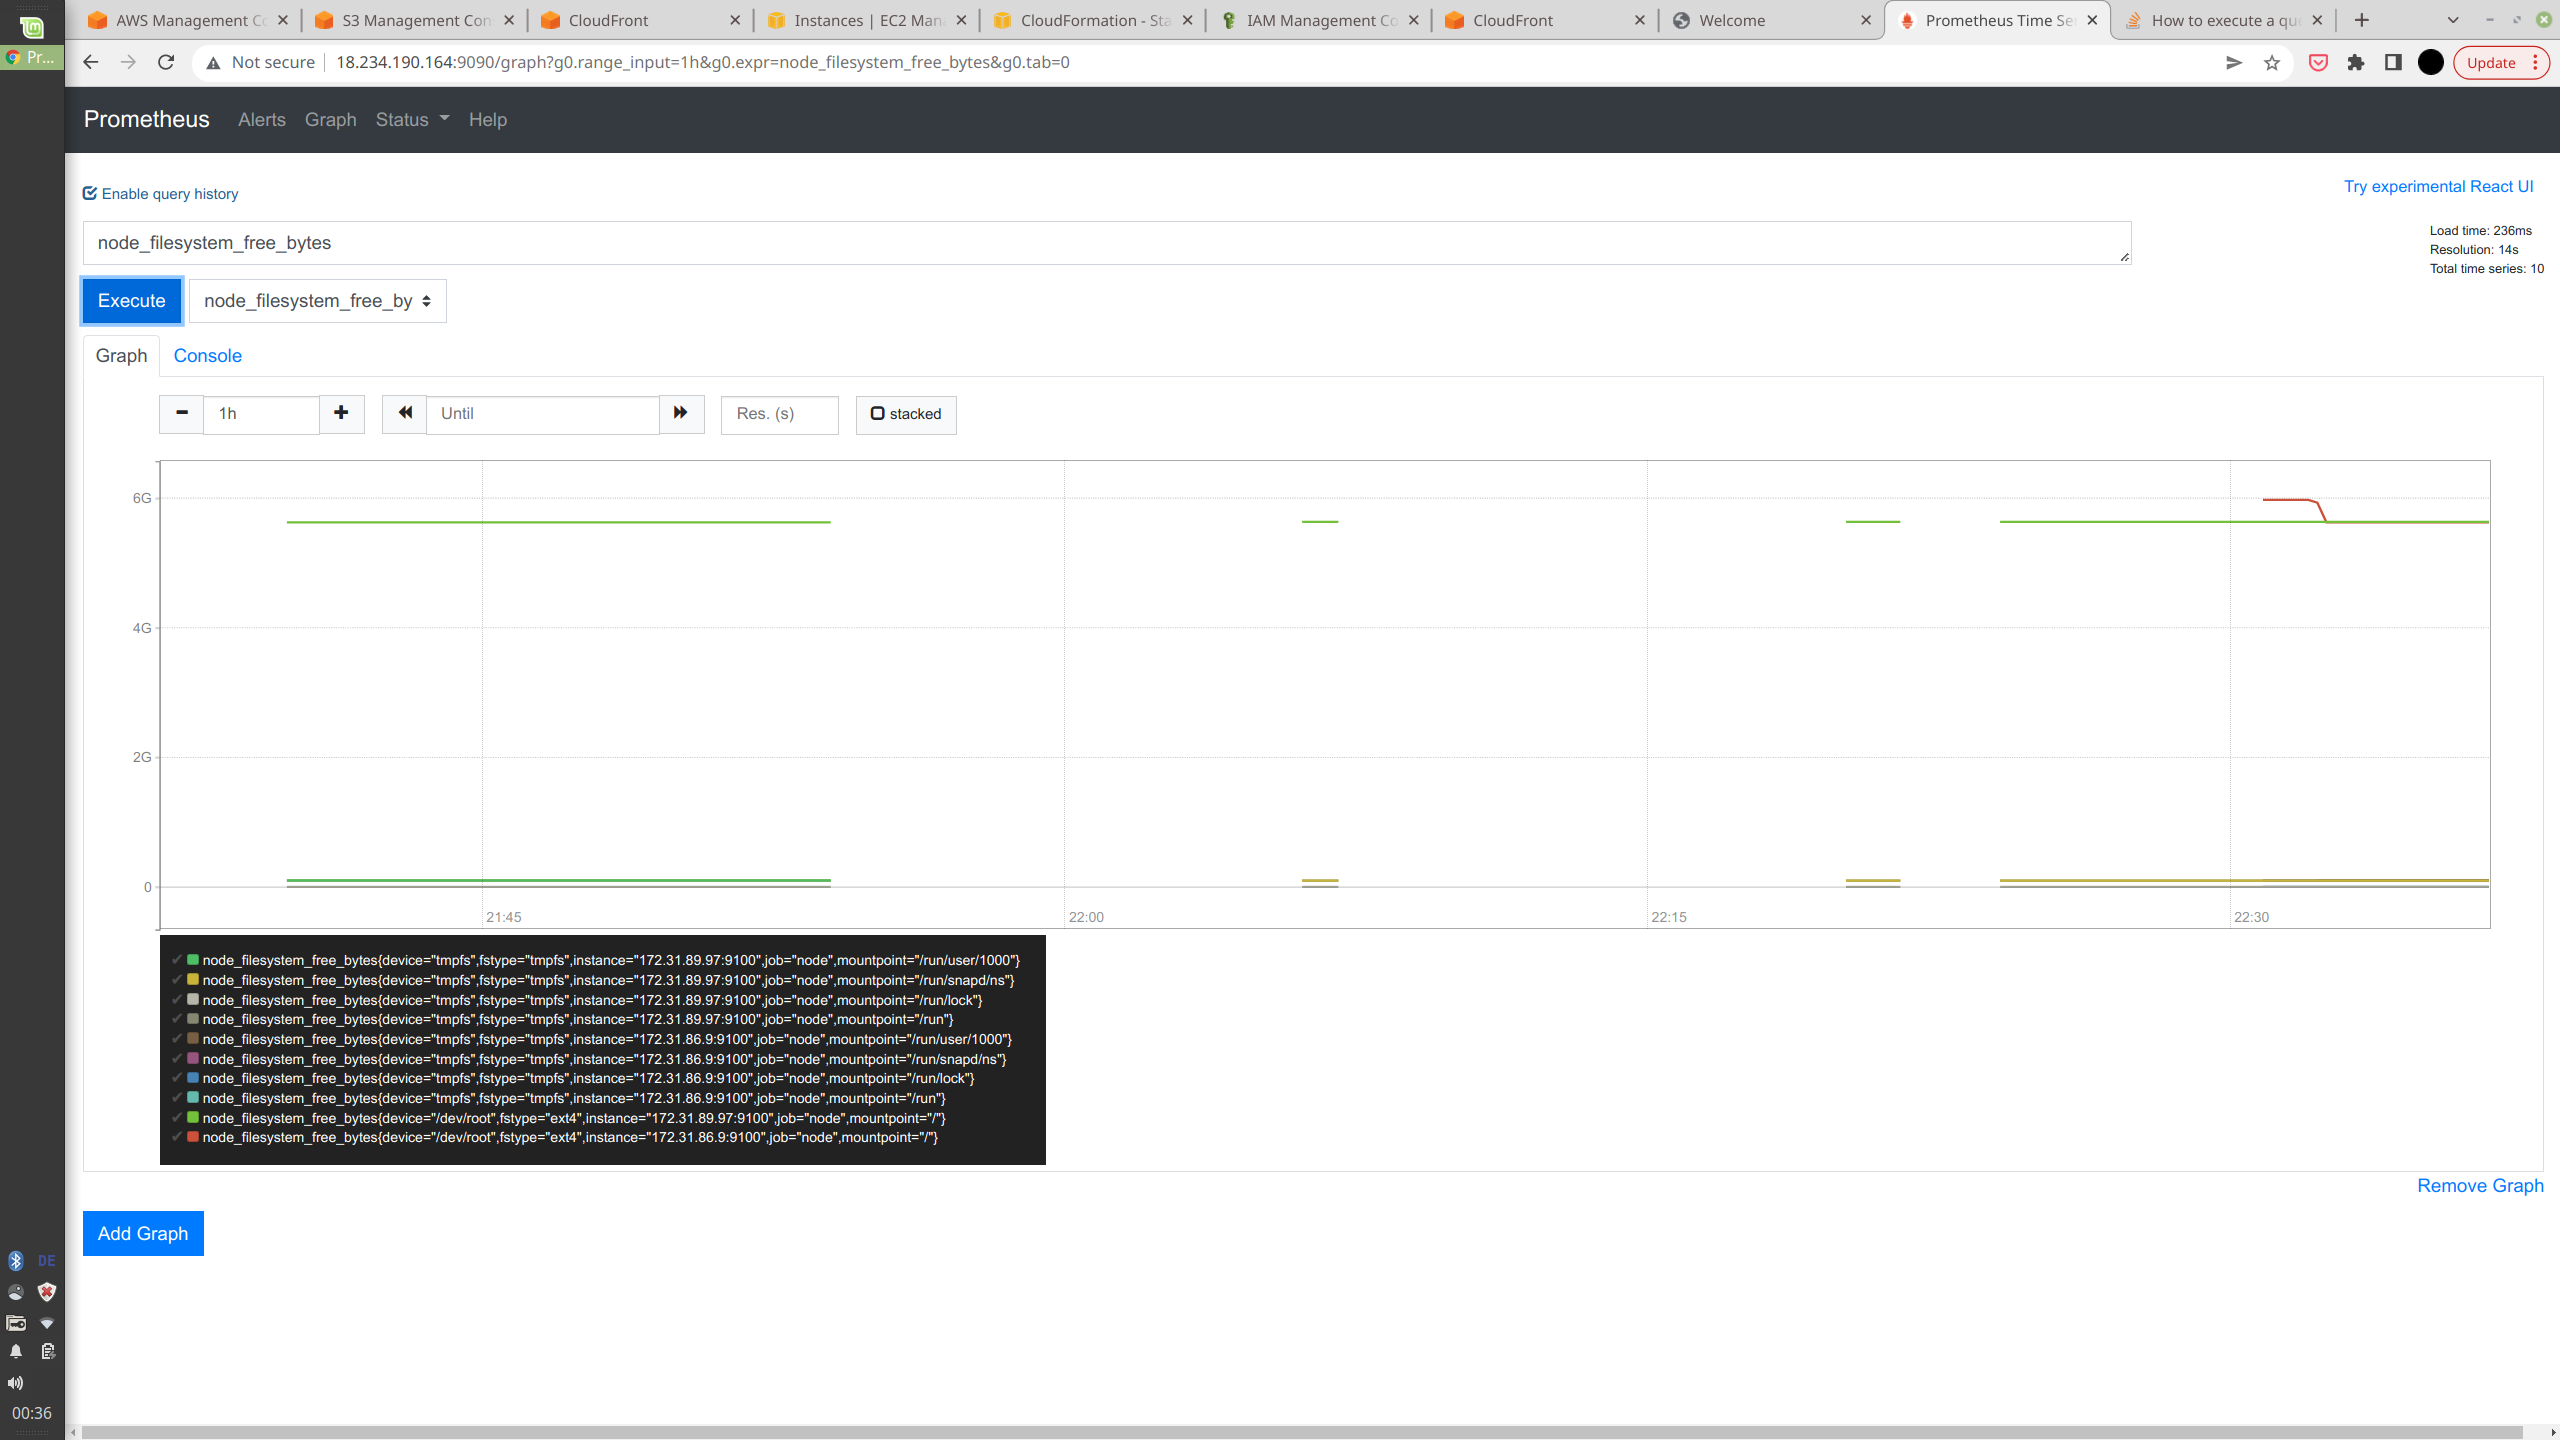 AWS Management Co
S3 Management Con
CloudFront
Instances | EC2 Man
CloudFormation - Sta
IAM Management Co
CloudFront
Welcome
Prometheus Time Se
How to execute a que
Pr...
Not secure
18.234.190.164:9090/graph?g0.range_input=1h&g0.expr=node_filesystem_free_bytes&g0.tab=0
Update
Prometheus
Alerts
Graph
Status
Help
Enable query history
Try experimental React UI
node_filesystem_free_bytes
Load time: 236ms
Resolution: 14s
Total time series: 10
Execute
node_filesystem_free_by
Graph
Console
1h
Until
Res. (s)
stacked
6G
4G
2G
0
21:45
22:00
22:15
22:30
node_filesystem_free_bytes{device="tmpfs",fstype="tmpfs",instance="172.31.89.97:9100",job="node",mountpoint="/run/user/1000"}
node_filesystem_free_bytes{device="tmpfs",fstype="tmpfs",instance="172.31.89.97:9100",job="node",mountpoint="/run/snapd/ns"}
node_filesystem_free_bytes{device="tmpfs",fstype="tmpfs",instance="172.31.89.97:9100",job="node",mountpoint="/run/lock"}
node_filesystem_free_bytes{device="tmpfs",fstype="tmpfs",instance="172.31.89.97:9100",job="node",mountpoint="/run"}
node_filesystem_free_bytes{device="tmpfs",fstype="tmpfs",instance="172.31.86.9:9100",job="node",mountpoint="/run/user/1000"}
node_filesystem_free_bytes{device="tmpfs",fstype="tmpfs",instance="172.31.86.9:9100",job="node",mountpoint="/run/snapd/ns"}
node_filesystem_free_bytes{device="tmpfs",fstype="tmpfs",instance="172.31.86.9:9100",job="node",mountpoint="/run/lock"}
node_filesystem_free_bytes{device="tmpfs",fstype="tmpfs",instance="172.31.86.9:9100",job="node",mountpoint="/run"}
node_filesystem_free_bytes{device="/dev/root",fstype="ext4",instance="172.31.89.97:9100",job="node",mountpoint="/"}
node_filesystem_free_bytes{device="/dev/root",fstype="ext4",instance="172.31.86.9:9100",job="node",mountpoint="/"}
Remove Graph
Add Graph
DE
00:36